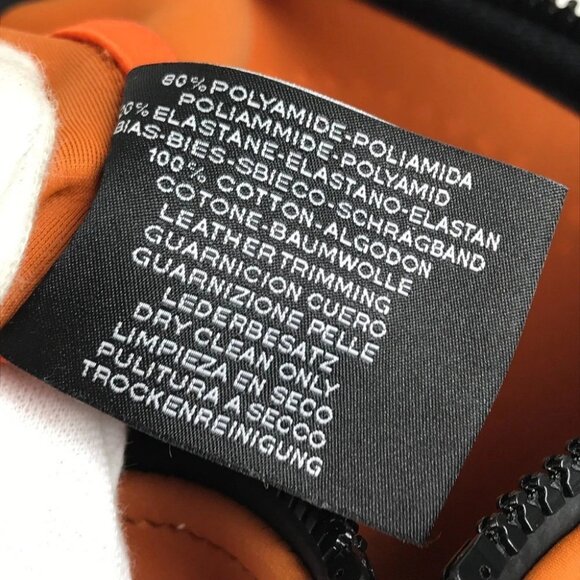 80% POLYAMIDE-POLIAMIDA
POLIAMMIDE-POLYAMID
20% ELASTANE-ELASTANO-ELASTAN
BIAS-BIES-SBIECO-SCHRAGBAND
100% COTTON-ALGODON
COTONE-BAUMWOLLE
LEATHER TRIMMING
GUARNICION CUERO
GUARNIZIONE PELLE
LEDERBESATZ
DRY CLEAN ONLY
LIMPIEZA EN SECO
PULITURA A SECCO
TROCKENREINIGUNG